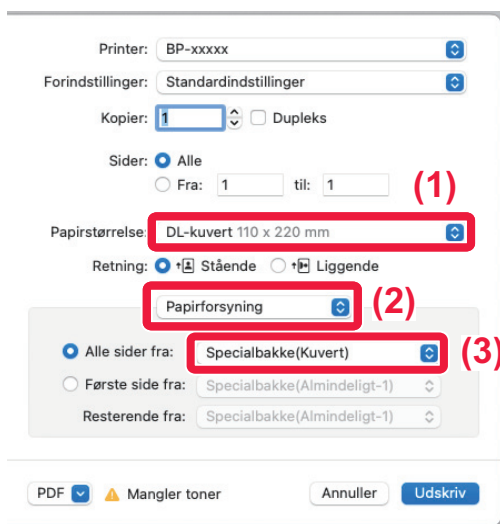 Printer: BP-xxxxx
Forindstillinger: Standardindstillinger
Kopier: 1 Dupleks
Sider: Alle
Fra: 1 til: 1
(1)
Papirstørrelse: DL-kuvert 110 x 220 mm
Retning: Stående Liggende
Papirforsyning (2)
Alle sider fra: Specialbakke(Kuvert) (3)
Første side fra: Specialbakke(Almindeligt-1)
Resterende fra: Specialbakke(Almindeligt-1)
PDF Mangler toner Annuller Udskriv